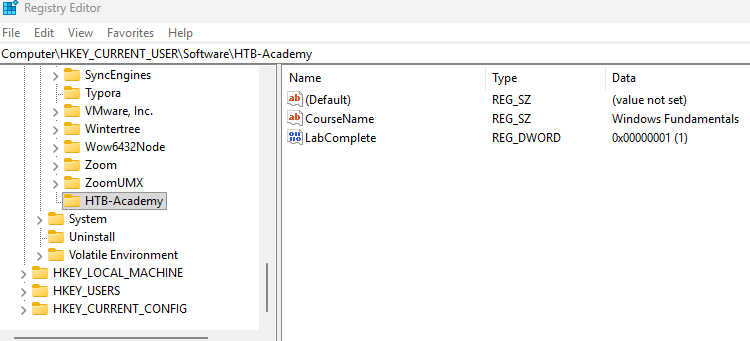 Registry Editor
File Edit View Favorites Help
Computer\HKEY_CURRENT_USER\Software\HTB-Academy
SyncEngines
Typora
VMware, Inc.
Wintertree
Wow6432Node
Zoom
ZoomUMX
HTB-Academy
System
Uninstall
Volatile Environment
HKEY_LOCAL_MACHINE
HKEY_USERS
HKEY_CURRENT_CONFIG
Name Type Data
ab (Default) REG_SZ (value not set)
ab CourseName REG_SZ Windows Fundamentals
LabComplete REG_DWORD 0x00000001 (1)